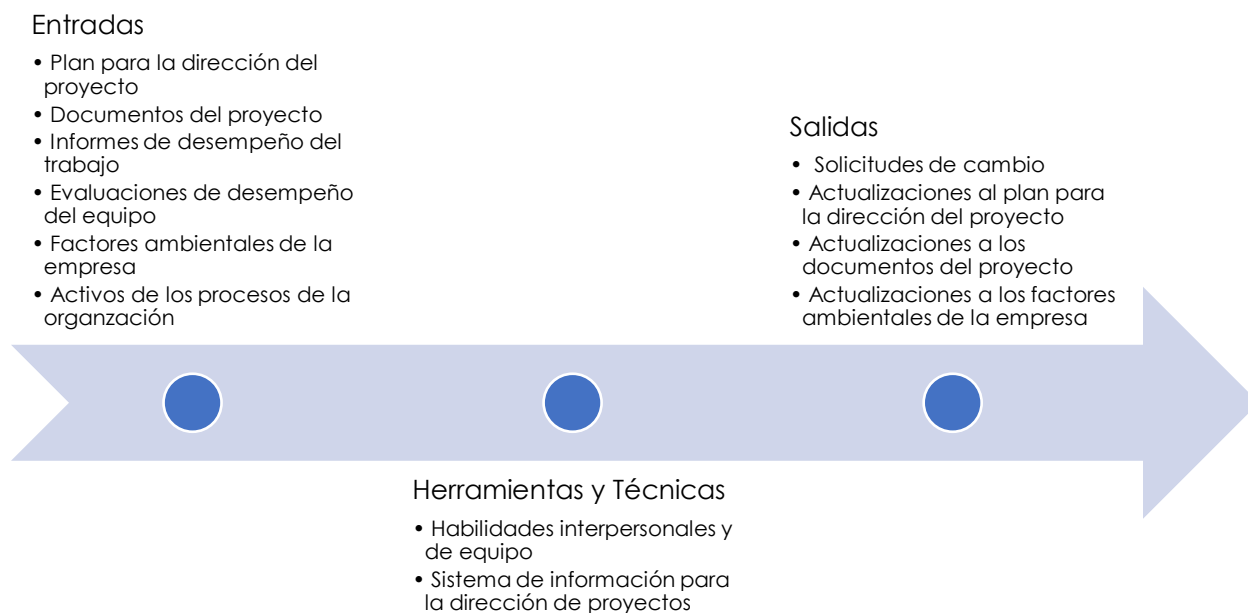 Entradas
• Plan para la dirección del
proyecto
• Documentos del proyecto
• Informes de desempeño del
trabajo
• Evaluaciones de desempeño
del equipo
• Factores ambientales de la
empresa
• Activos de los procesos de la
organzación
Salidas
• Solicitudes de cambio
• Actualizaciones al plan para
la dirección del proyecto
• Actualizaciones a los
documentos del proyecto
• Actualizaciones a los factores
ambientales de la empresa
Herramientas y Técnicas
• Habilidades interpersonales y
de equipo
• Sistema de información para
la dirección de proyectos